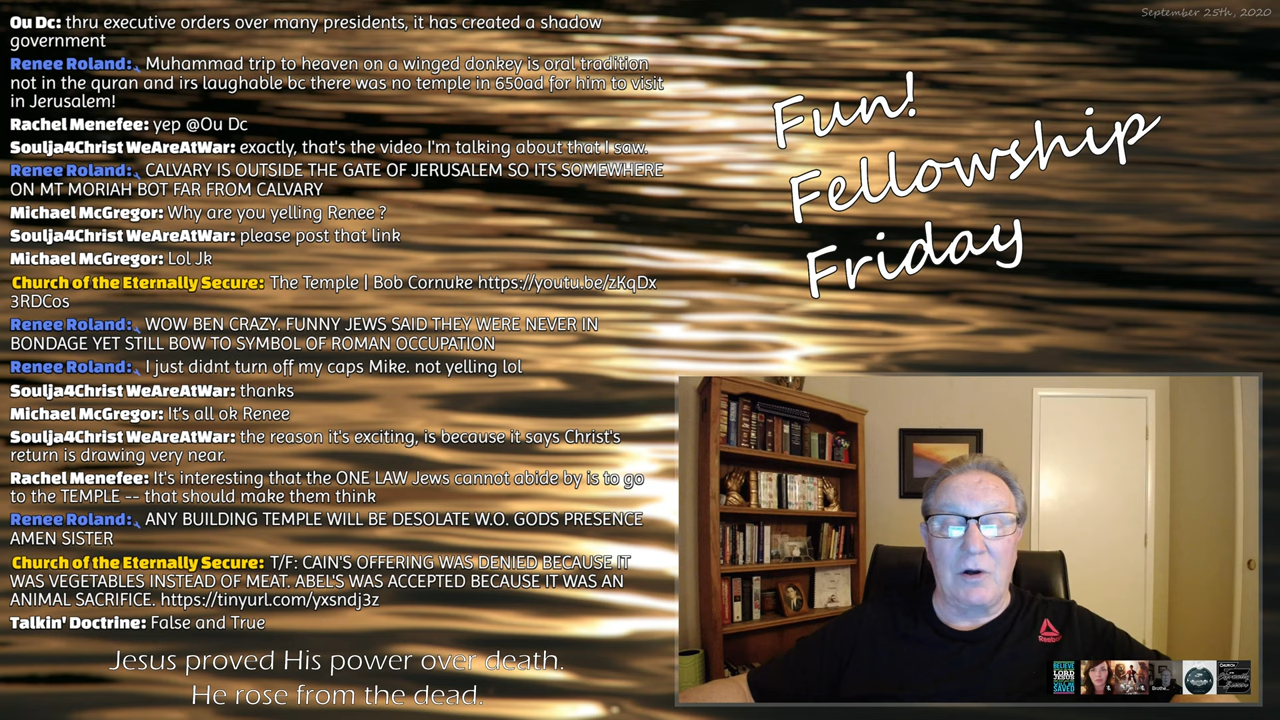 Ou Dc: thru executive orders over many presidents, it has created a shadow
government
Renee Roland: Muhammad trip to heaven on a winged donkey is oral tradition
not in the quran and irs laughable bc there was no temple in 650ad for him to visit
in Jerusalem!
Rachel Menefee: yep @Ou Dc
Soulja4Christ WeAreAtWar: exactly, that's the video I'm talking about that I saw.
Renee Roland: CALVARY IS OUTSIDE THE GATE OF JERUSALEM SO ITS SOMEWHERE
ON MT MORIAH BOT FAR FROM CALVARY
Michael McGregor: Why are you yelling Renee ?
Soulja4Christ WeAreAtWar: please post that link
Michael McGregor: Lol Jk
Church of the Eternally Secure: The Temple | Bob Cornuke https://youtu.be/zKqDx
3RDCos
Renee Roland: WOW BEN CRAZY. FUNNY JEWS SAID THEY WERE NEVER IN
BONDAGE YET STILL BOW TO SYMBOL OF ROMAN OCCUPATION
Renee Roland: I just didnt turn off my caps Mike. not yelling lol
Soulja4Christ WeAreAtWar: thanks
Michael McGregor: It's all ok Renee
Soulja4Christ WeAreAtWar: the reason it's exciting, is because it says Christ's
return is drawing very near.
Rachel Menefee: It's interesting that the ONE LAW Jews cannot abide by is to go
to the TEMPLE -- that should make them think
Renee Roland: ANY BUILDING TEMPLE WILL BE DESOLATE W.O. GODS PRESENCE
AMEN SISTER
Church of the Eternally Secure: T/F: CAIN'S OFFERING WAS DENIED BECAUSE IT
WAS VEGETABLES INSTEAD OF MEAT. ABEL'S WAS ACCEPTED BECAUSE IT WAS AN
ANIMAL SACRIFICE. https://tinyurl.com/yxsndj3z
Talkin' Doctrine: False and True
Jesus proved His power over death.
He rose from the dead.
September 25th, 2020
Fun!
Fellowship
Friday
Reebok
BELIEVE
LORD
JESUS
SAVED
Brothe...
CHURCH